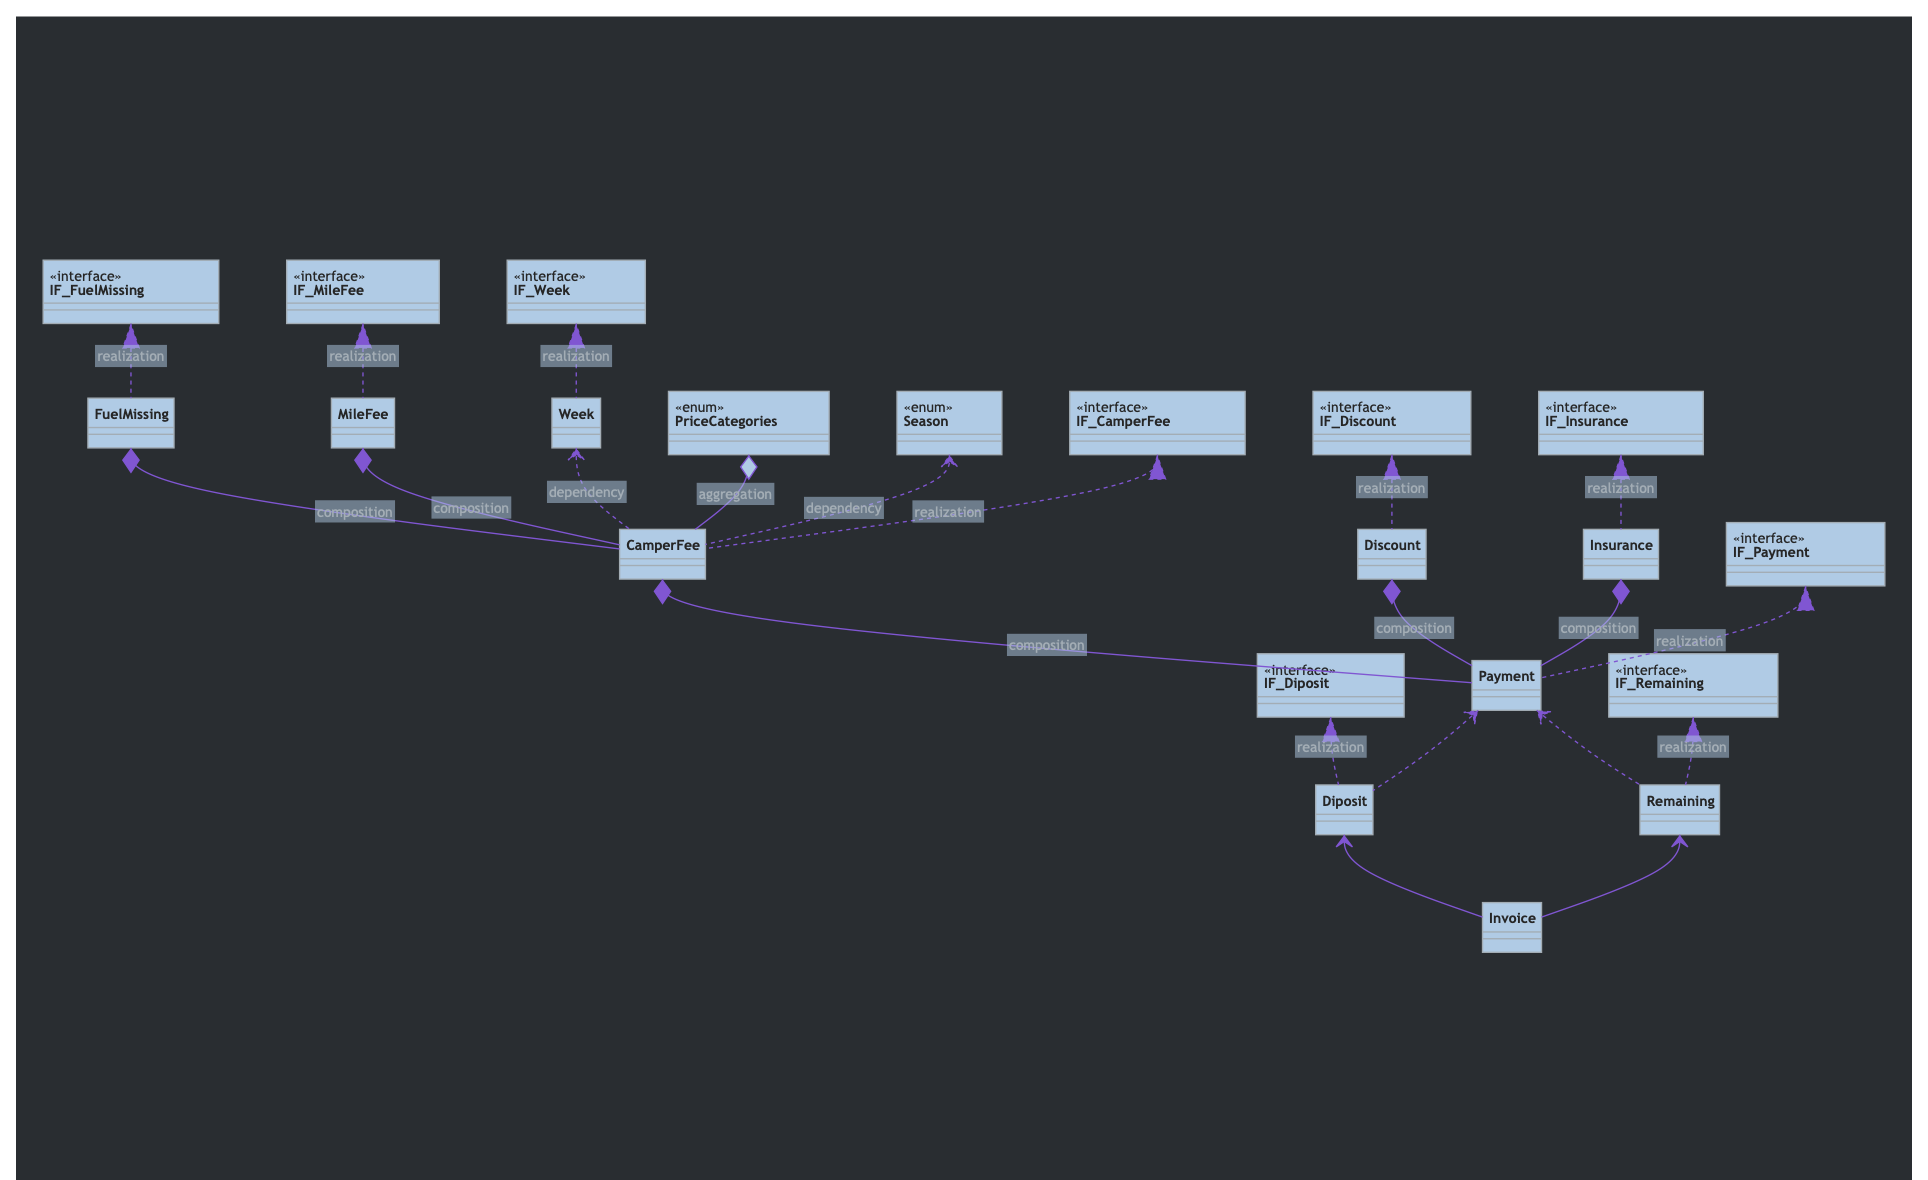 «interface»
IF_FuelMissing
«interface»
IF_MileFee
«interface»
IF_Week
realization
realization
realization
FuelMissing
MileFee
Week
«enum»
PriceCategories
«enum»
Season
«interface»
IF_CamperFee
«interface»
IF_Discount
«interface»
IF_Insurance
composition
composition
dependency
aggregation
dependency
realization
realization
realization
CamperFee
Discount
Insurance
«interface»
IF_Payment
composition
composition
composition
realization
«interface»
IF_Diposit
Payment
«interface»
IF_Remaining
realization
realization
Diposit
Remaining
Invoice